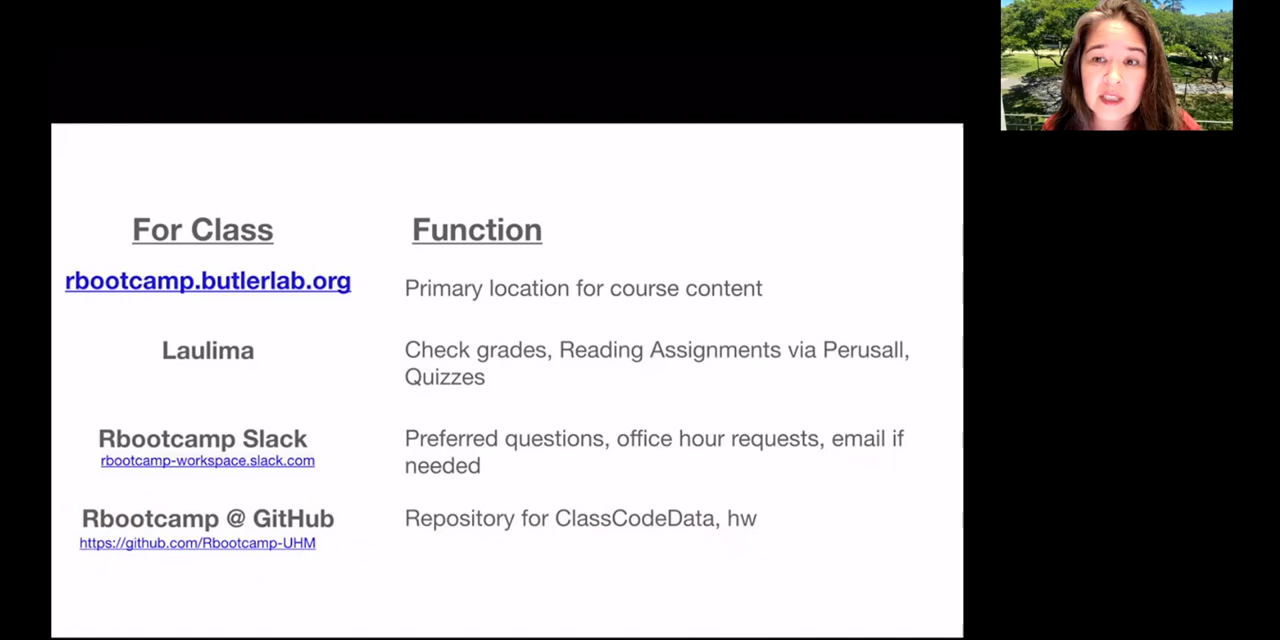 For Class
Function
rbootcamp.butlerlab.org
Primary location for course content
Laulima
Check grades, Reading Assignments via Perusall,
Quizzes
Rbootcamp Slack
rbootcamp-workspace.slack.com
Preferred questions, office hour requests, email if
needed
Rbootcamp @ GitHub
https://github.com/Rbootcamp-UHM
Repository for ClassCodeData, hw